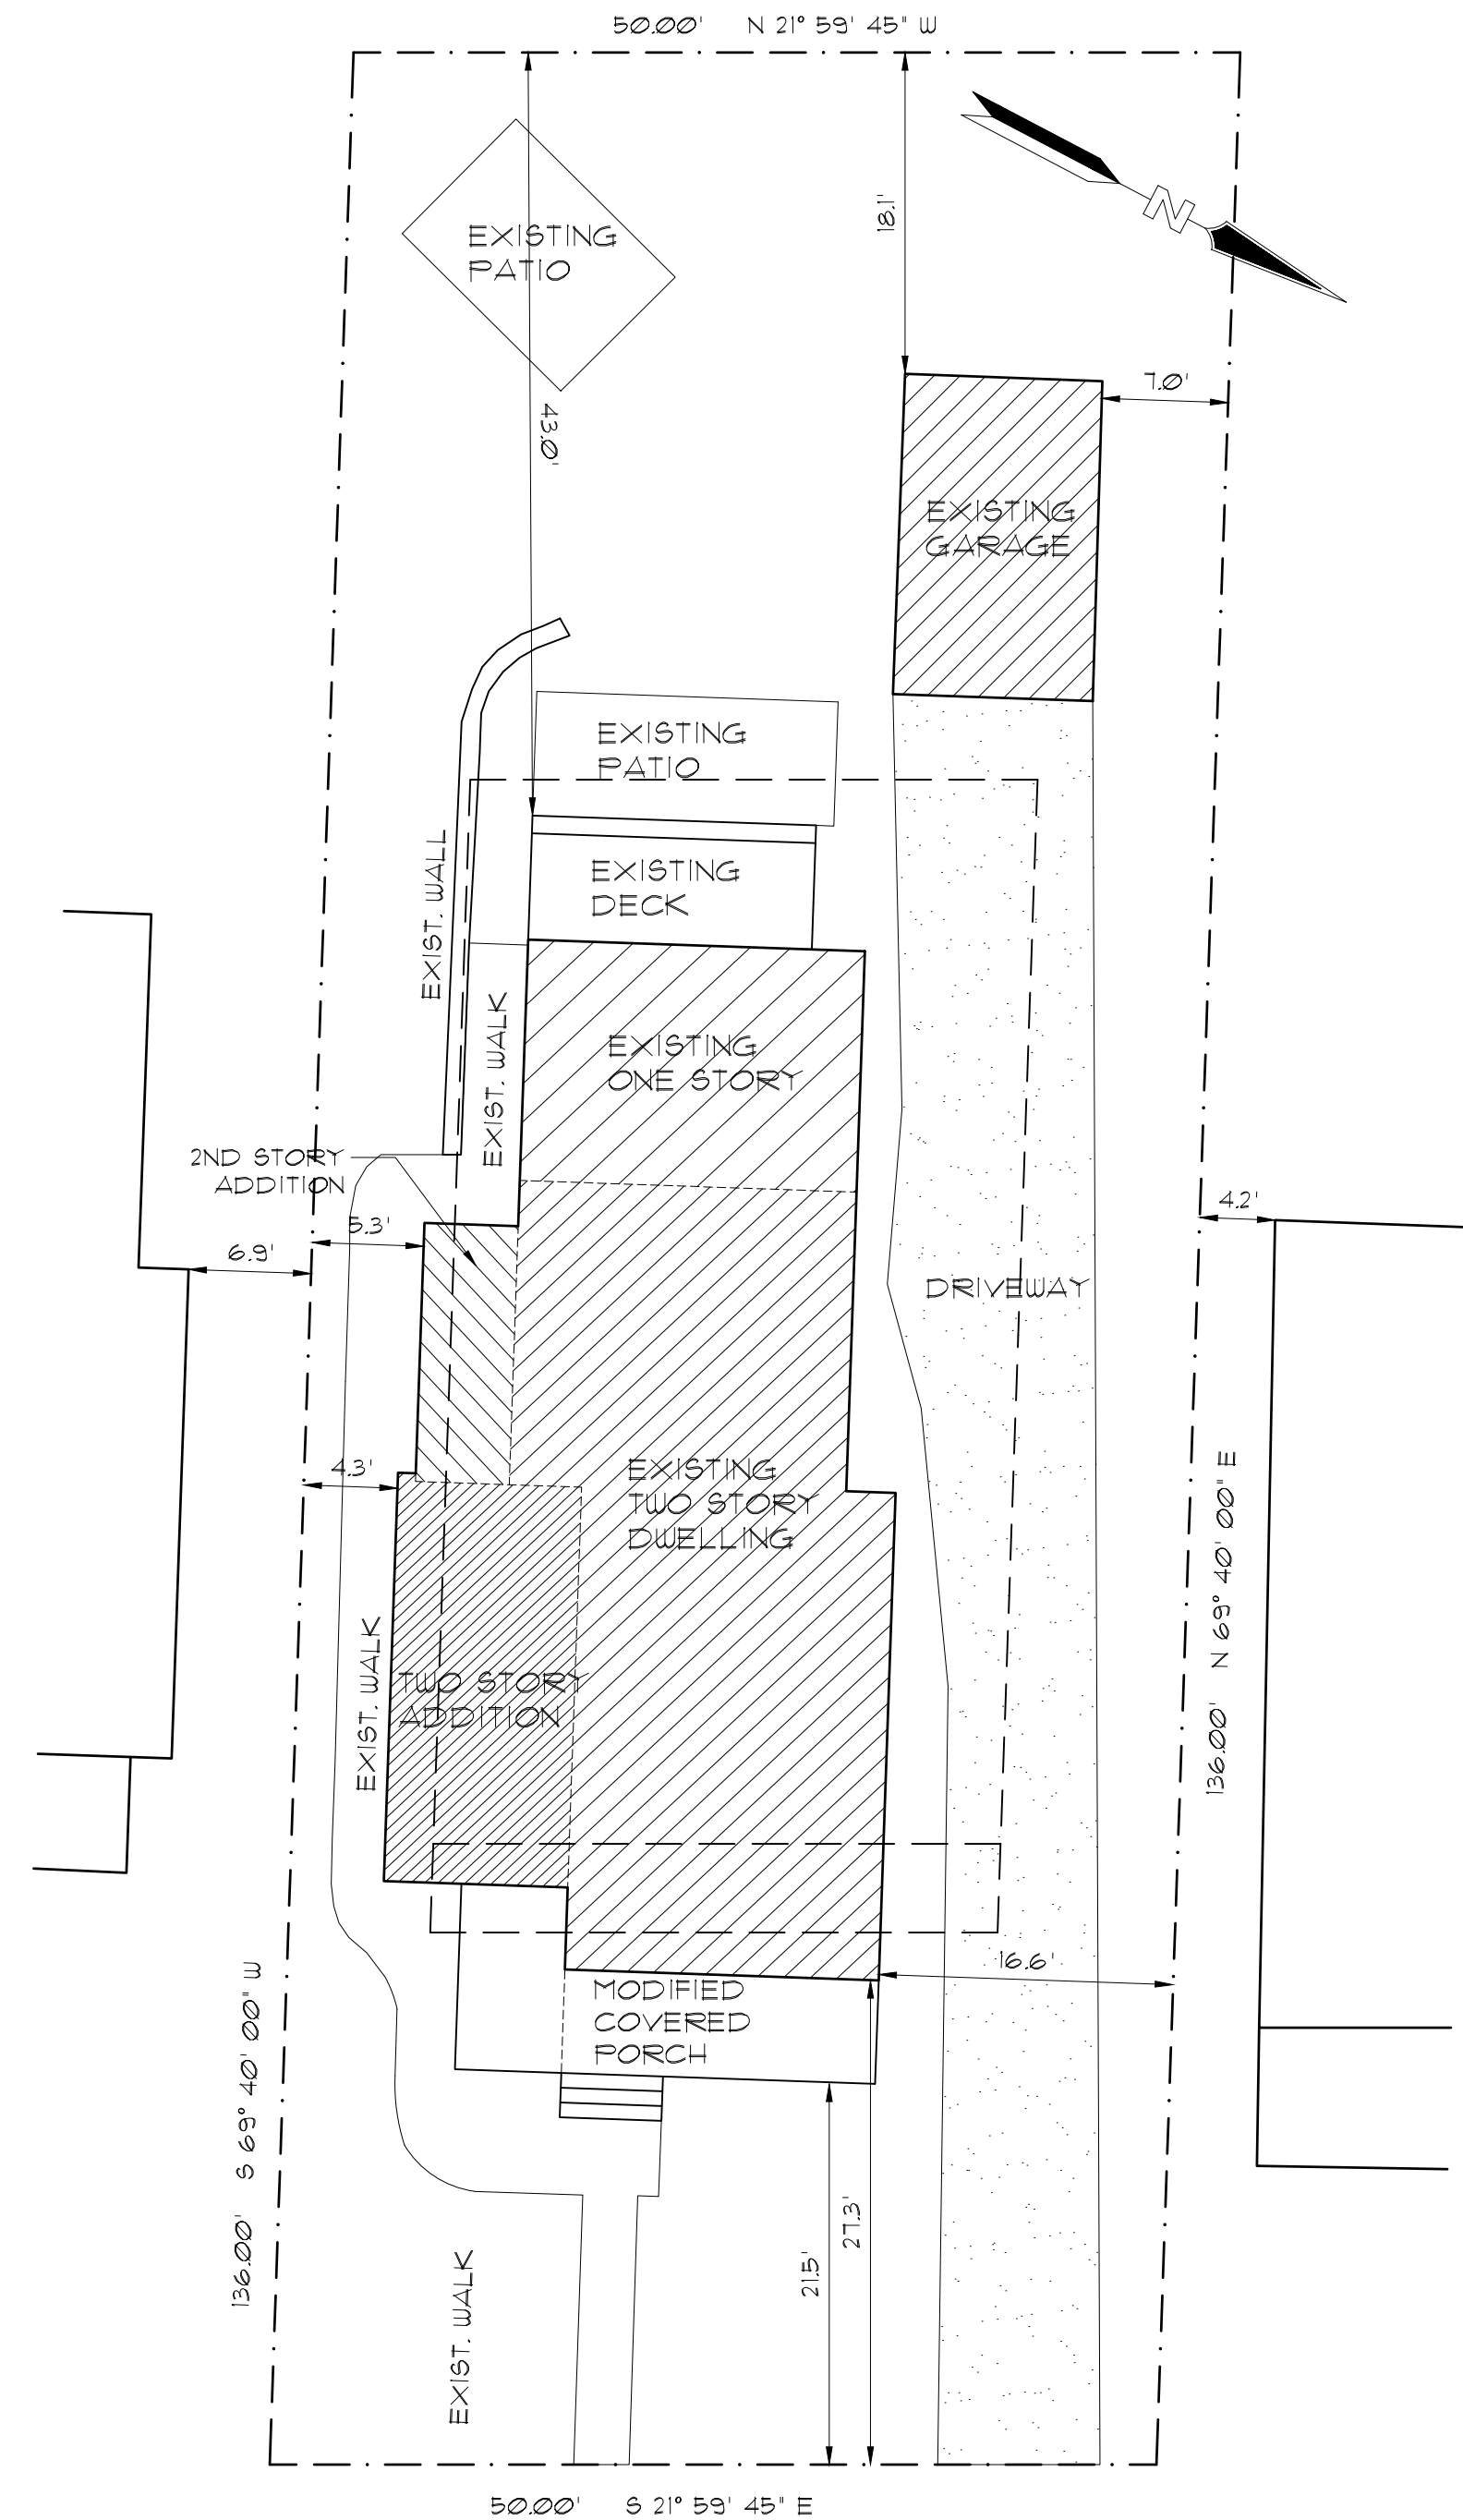 50.00' N 21° 59' 45" W
N
18.1'
EXISTING
PATIO
7.0'
43.0'
EXISTING
GARAGE
EXISTING
PATIO
EXIST. WALL
EXISTING
DECK
EXIST. WALK
EXISTING
ONE STORY
2ND STORY
ADDITION
5.3'
6.9'
4.2'
DRIVEWAY
4.3'
EXISTING
TWO STORY
DWELLING
136.00' N 69° 40' 00" E
EXIST. WALK
TWO STORY
ADDITION
16.6'
MODIFIED
COVERED
PORCH
136.00' S 69° 40' 00" W
27.3'
21.5'
EXIST. WALK
50.00' S 21° 59' 45" E